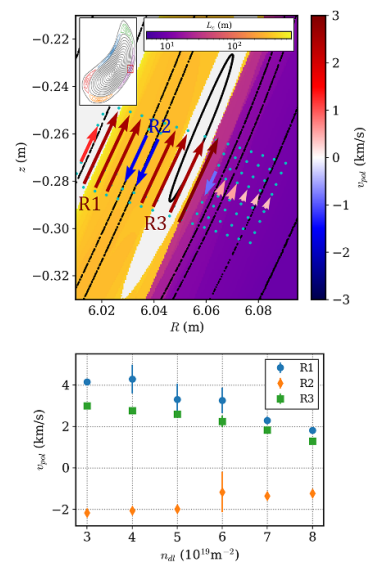 L_c (m)
10^1 10^2
−0.22
−0.24
−0.26
−0.28
−0.30
−0.32
z (m)
R2
R1
R3
6.02 6.04 6.06 6.08
R (m)
3
2
1
0
−1
−2
−3
v_pol (km/s)
R1
R2
R3
4
2
0
−2
v_pol (km/s)
3 4 5 6 7 8
n_dl (10^19 m^−2)